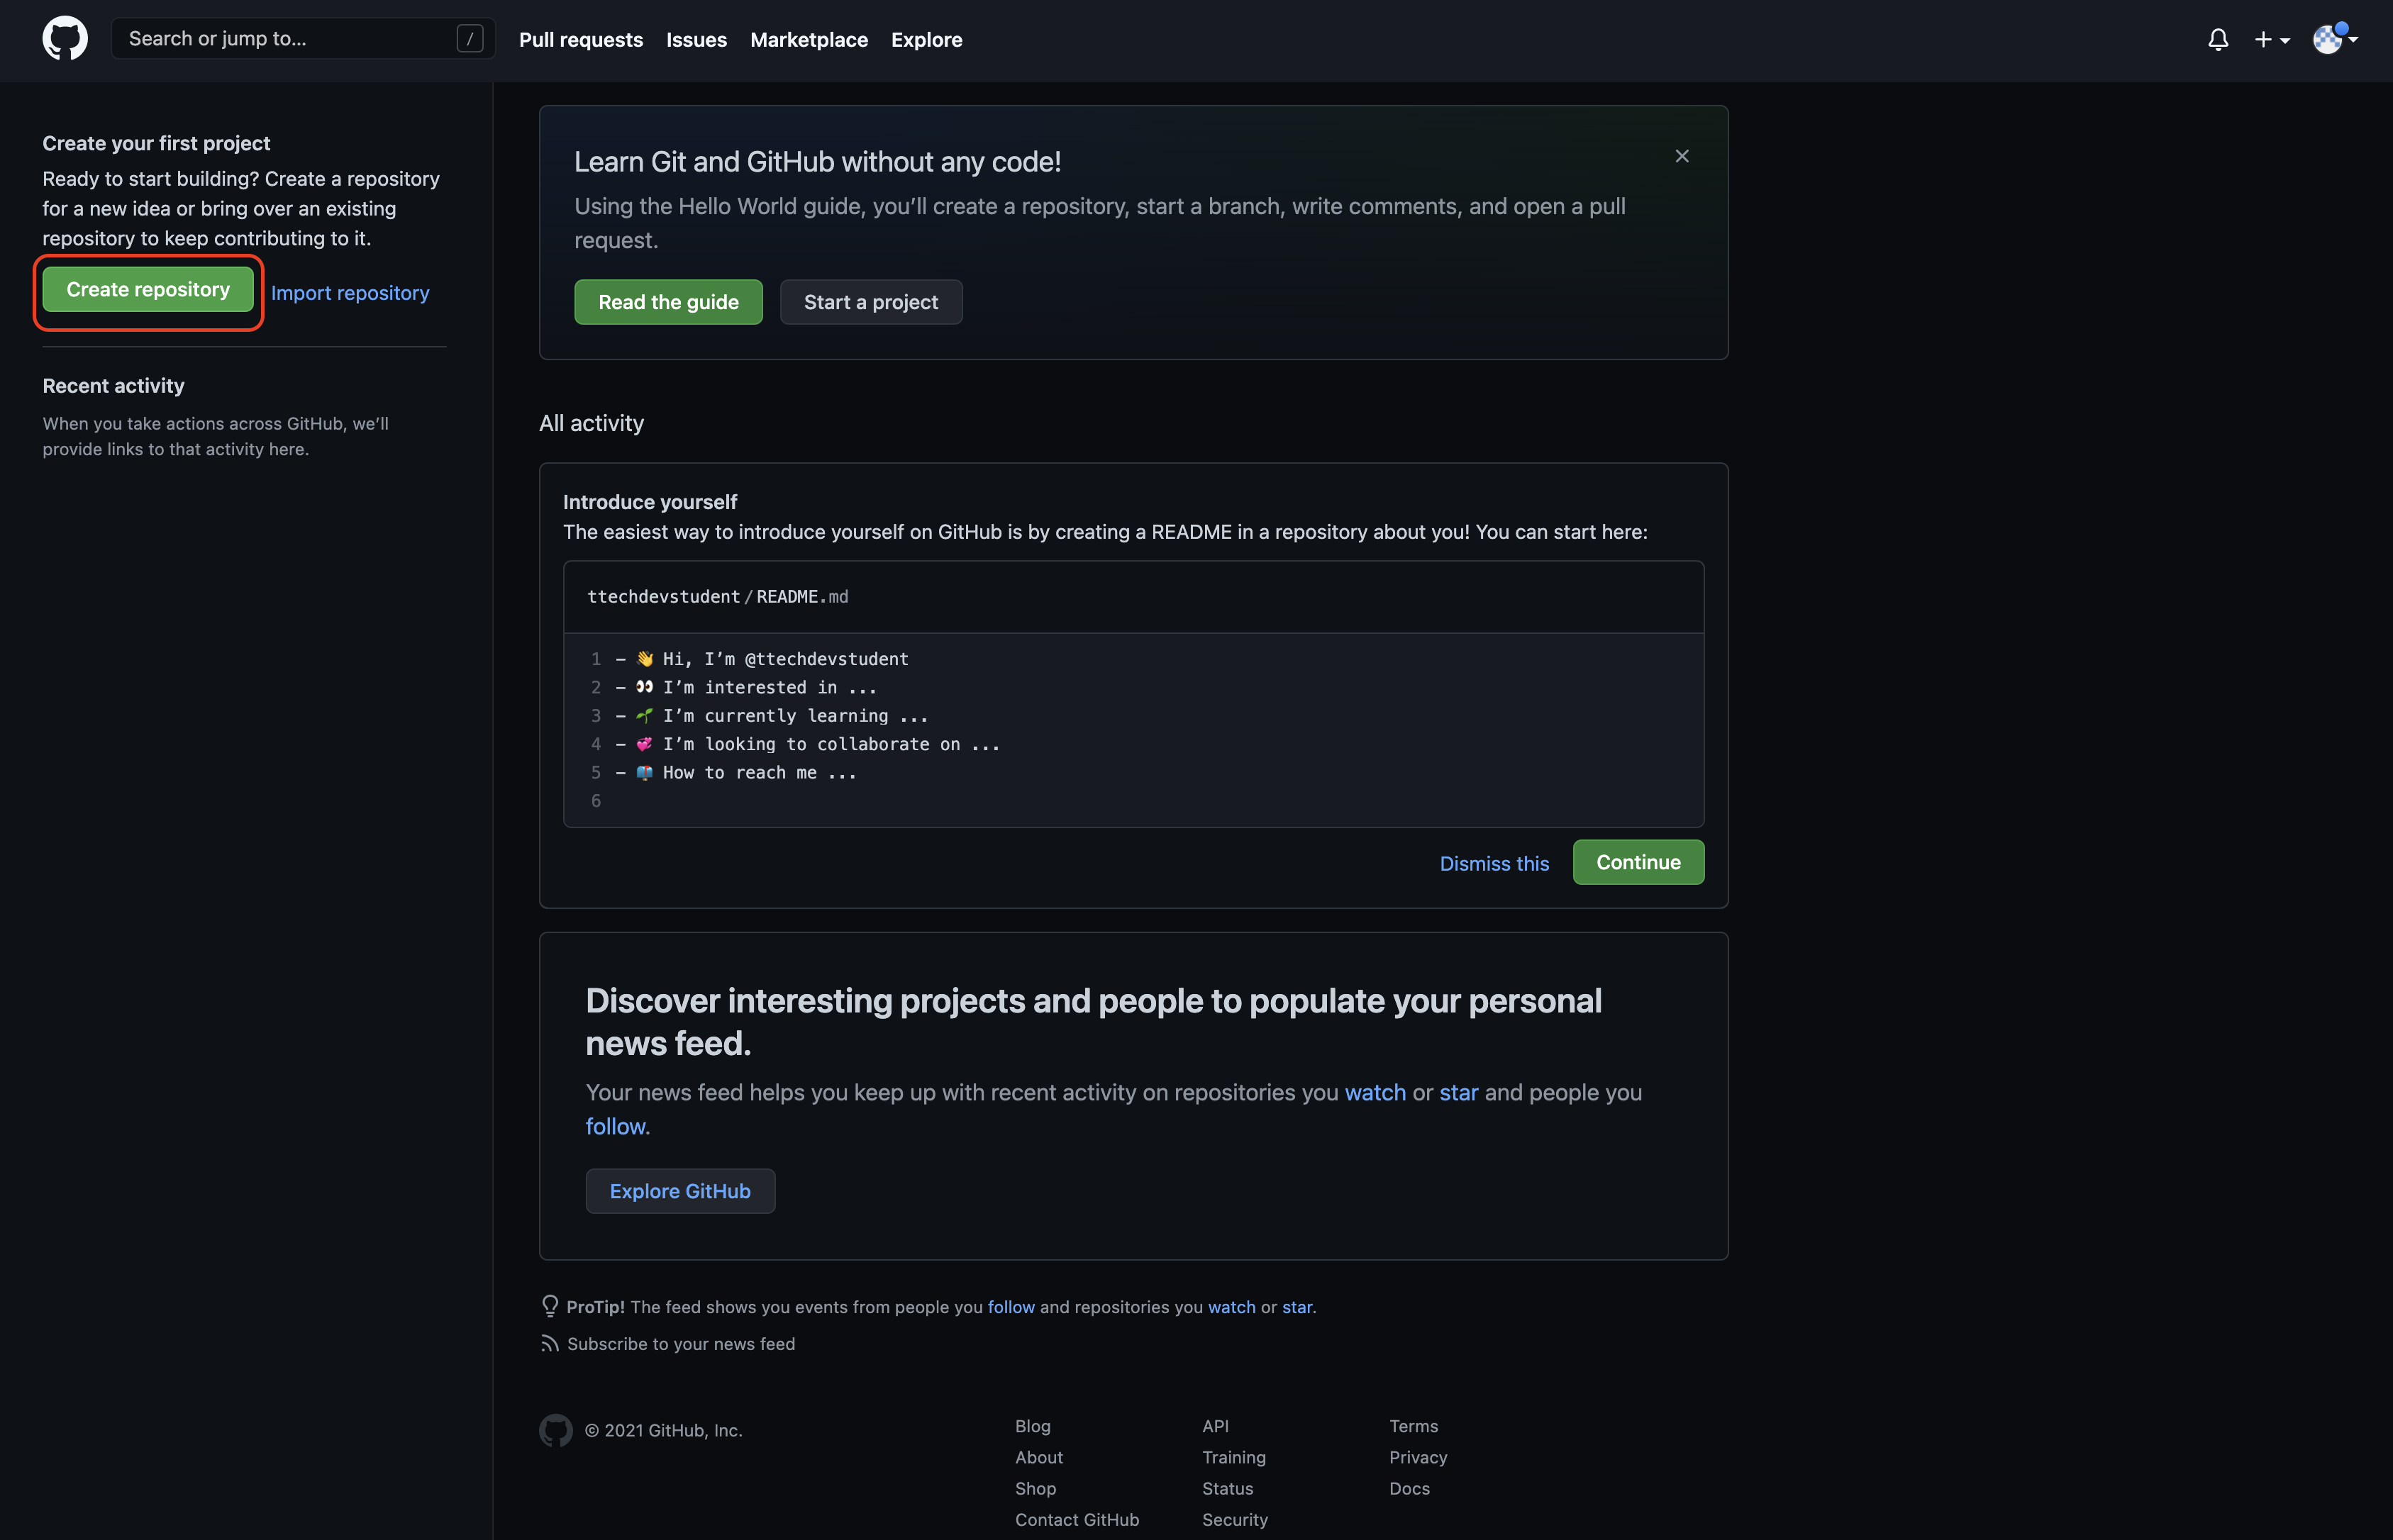 Search or jump to...
/
Pull requests
Issues
Marketplace
Explore
Create your first project
Ready to start building? Create a repository
for a new idea or bring over an existing
repository to keep contributing to it.
Create repository
Import repository
Recent activity
When you take actions across GitHub, we’ll
provide links to that activity here.
Learn Git and GitHub without any code!
Using the Hello World guide, you’ll create a repository, start a branch, write comments, and open a pull
request.
Read the guide
Start a project
All activity
Introduce yourself
The easiest way to introduce yourself on GitHub is by creating a README in a repository about you! You can start here:
ttechdevstudent/README.md
1 – 👋 Hi, I’m @ttechdevstudent
2 – 👀 I’m interested in ...
3 – 🌱 I’m currently learning ...
4 – 💞️ I’m looking to collaborate on ...
5 – 📫 How to reach me ...
6
Dismiss this
Continue
Discover interesting projects and people to populate your personal
news feed.
Your news feed helps you keep up with recent activity on repositories you watch or star and people you
follow.
Explore GitHub
ProTip! The feed shows you events from people you follow and repositories you watch or star.
Subscribe to your news feed
© 2021 GitHub, Inc.
Blog
About
Shop
Contact GitHub
API
Training
Status
Security
Terms
Privacy
Docs